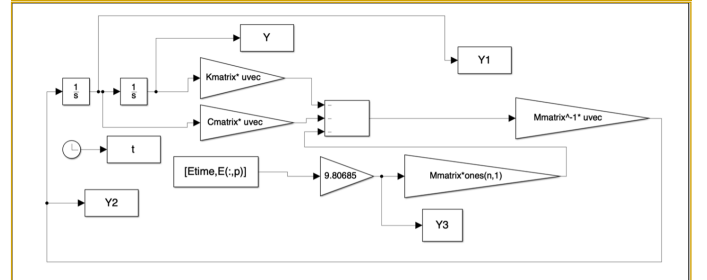 Y
Y1
1
s
1
s
Kmatrix* uvec
Cmatrix* uvec
−
−
−
Mmatrix^-1* uvec
t
[Etime,E(:,p)]
9.80685
Mmatrix*ones(n,1)
Y2
Y3